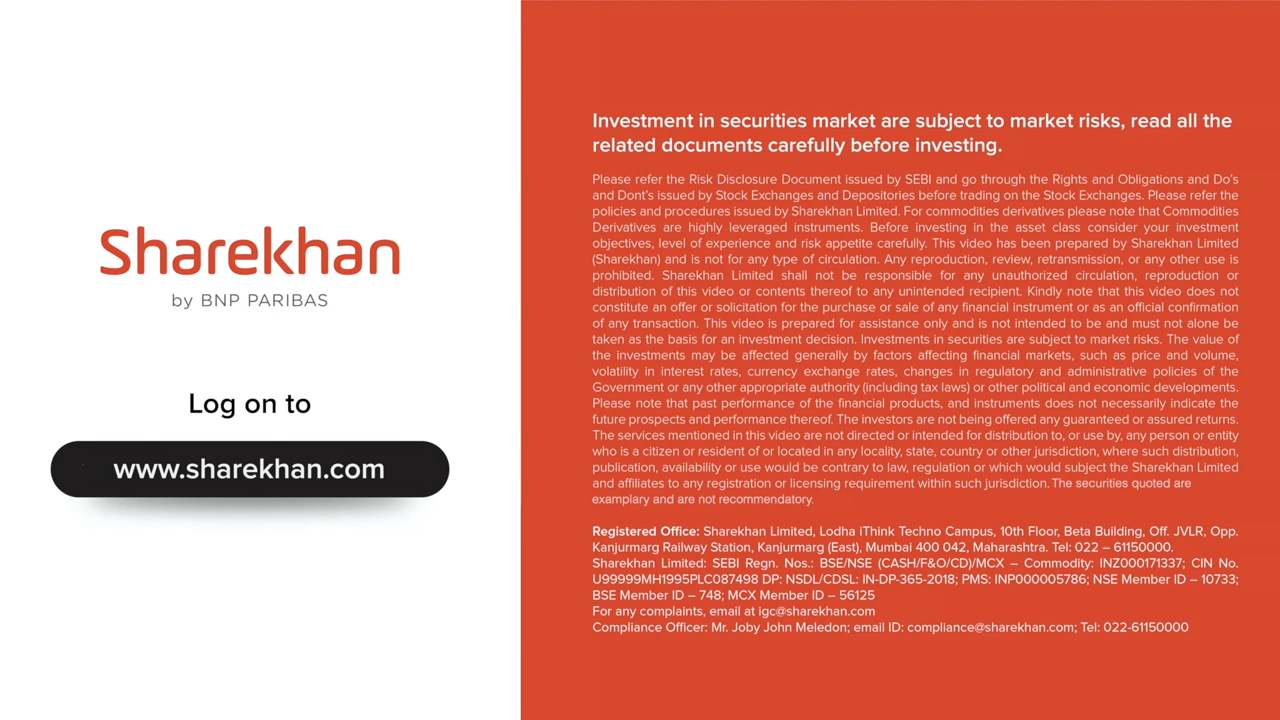 Sharekhan
by BNP PARIBAS
Log on to
www.sharekhan.com
Investment in securities market are subject to market risks, read all the
related documents carefully before investing.
Please refer the Risk Disclosure Document issued by SEBI and go through the Rights and Obligations and Do's
and Dont's issued by Stock Exchanges and Depositories before trading on the Stock Exchanges. Please refer the
policies and procedures issued by Sharekhan Limited. For commodities derivatives please note that Commodities
Derivatives are highly leveraged instruments. Before investing in the asset class consider your investment
objectives, level of experience and risk appetite carefully. This video has been prepared by Sharekhan Limited
(Sharekhan) and is not for any type of circulation. Any reproduction, review, retransmission, or any other use is
prohibited. Sharekhan Limited shall not be responsible for any unauthorized circulation, reproduction or
distribution of this video or contents thereof to any unintended recipient. Kindly note that this video does not
constitute an offer or solicitation for the purchase or sale of any financial instrument or as an official confirmation
of any transaction. This video is prepared for assistance only and is not intended to be and must not alone be
taken as the basis for an investment decision. Investments in securities are subject to market risks. The value of
the investments may be affected generally by factors affecting financial markets, such as price and volume,
volatility in interest rates, currency exchange rates, changes in regulatory and administrative policies of the
Government or any other appropriate authority (including tax laws) or other political and economic developments.
Please note that past performance of the financial products, and instruments does not necessarily indicate the
future prospects and performance thereof. The investors are not being offered any guaranteed or assured returns.
The services mentioned in this video are not directed or intended for distribution to, or use by, any person or entity
who is a citizen or resident of or located in any locality, state, country or other jurisdiction, where such distribution,
publication, availability or use would be contrary to law, regulation or which would subject the Sharekhan Limited
and affiliates to any registration or licensing requirement within such jurisdiction. The securities quoted are
examplary and are not recommendatory.
Registered Office: Sharekhan Limited, Lodha iThink Techno Campus, 10th Floor, Beta Building, Off. JVLR, Opp.
Kanjurmarg Railway Station, Kanjurmarg (East), Mumbai 400 042, Maharashtra. Tel: 022 – 61150000.
Sharekhan Limited: SEBI Regn. Nos.: BSE/NSE (CASH/F&O/CD)/MCX – Commodity: INZ000171337; CIN No.
U99999MH1995PLC087498 DP: NSDL/CDSL: IN-DP-365-2018; PMS: INP000005786; NSE Member ID – 10733;
BSE Member ID – 748; MCX Member ID – 56125
For any complaints, email at igc@sharekhan.com
Compliance Officer: Mr. Joby John Meledon; email ID: compliance@sharekhan.com; Tel: 022-61150000